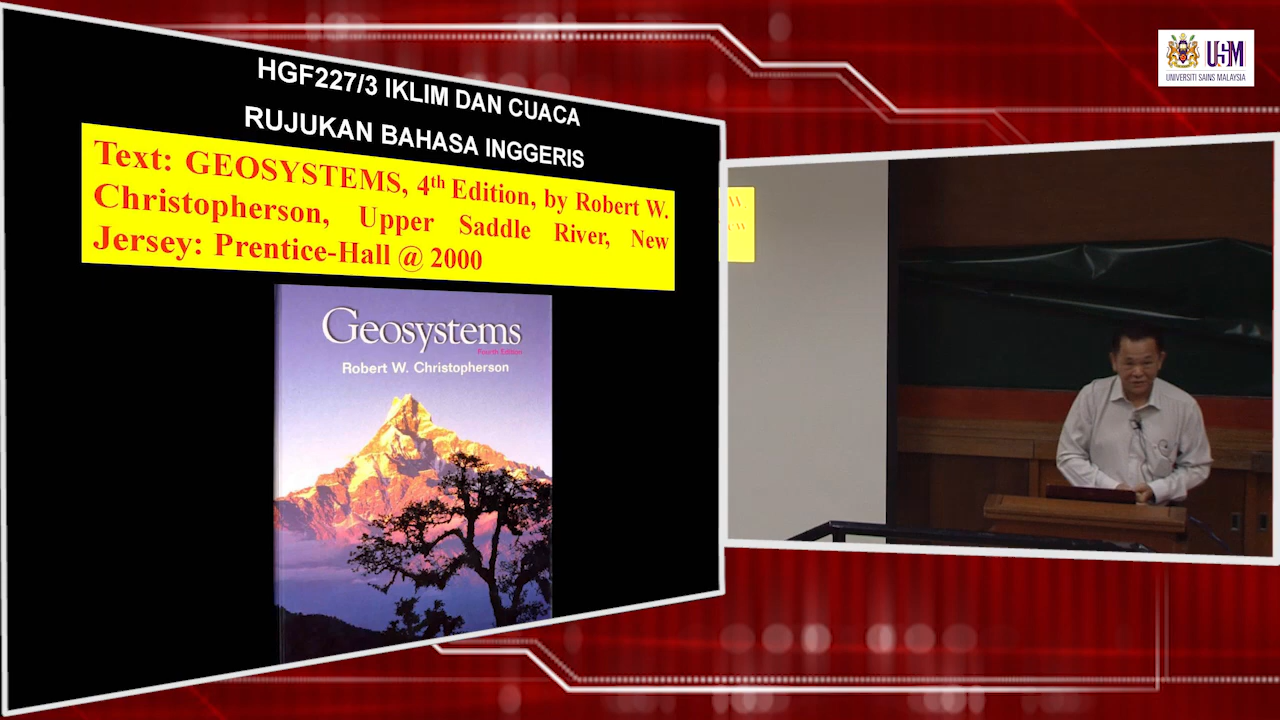 HGF227/3 IKLIM DAN CUACA
RUJUKAN BAHASA INGGERIS
Text: GEOSYSTEMS, 4th Edition, by Robert W.
Christopherson, Upper Saddle River, New
Jersey: Prentice-Hall @ 2000
Geosystems
Fourth Edition
Robert W. Christopherson
USM
UNIVERSITI SAINS MALAYSIA
W.